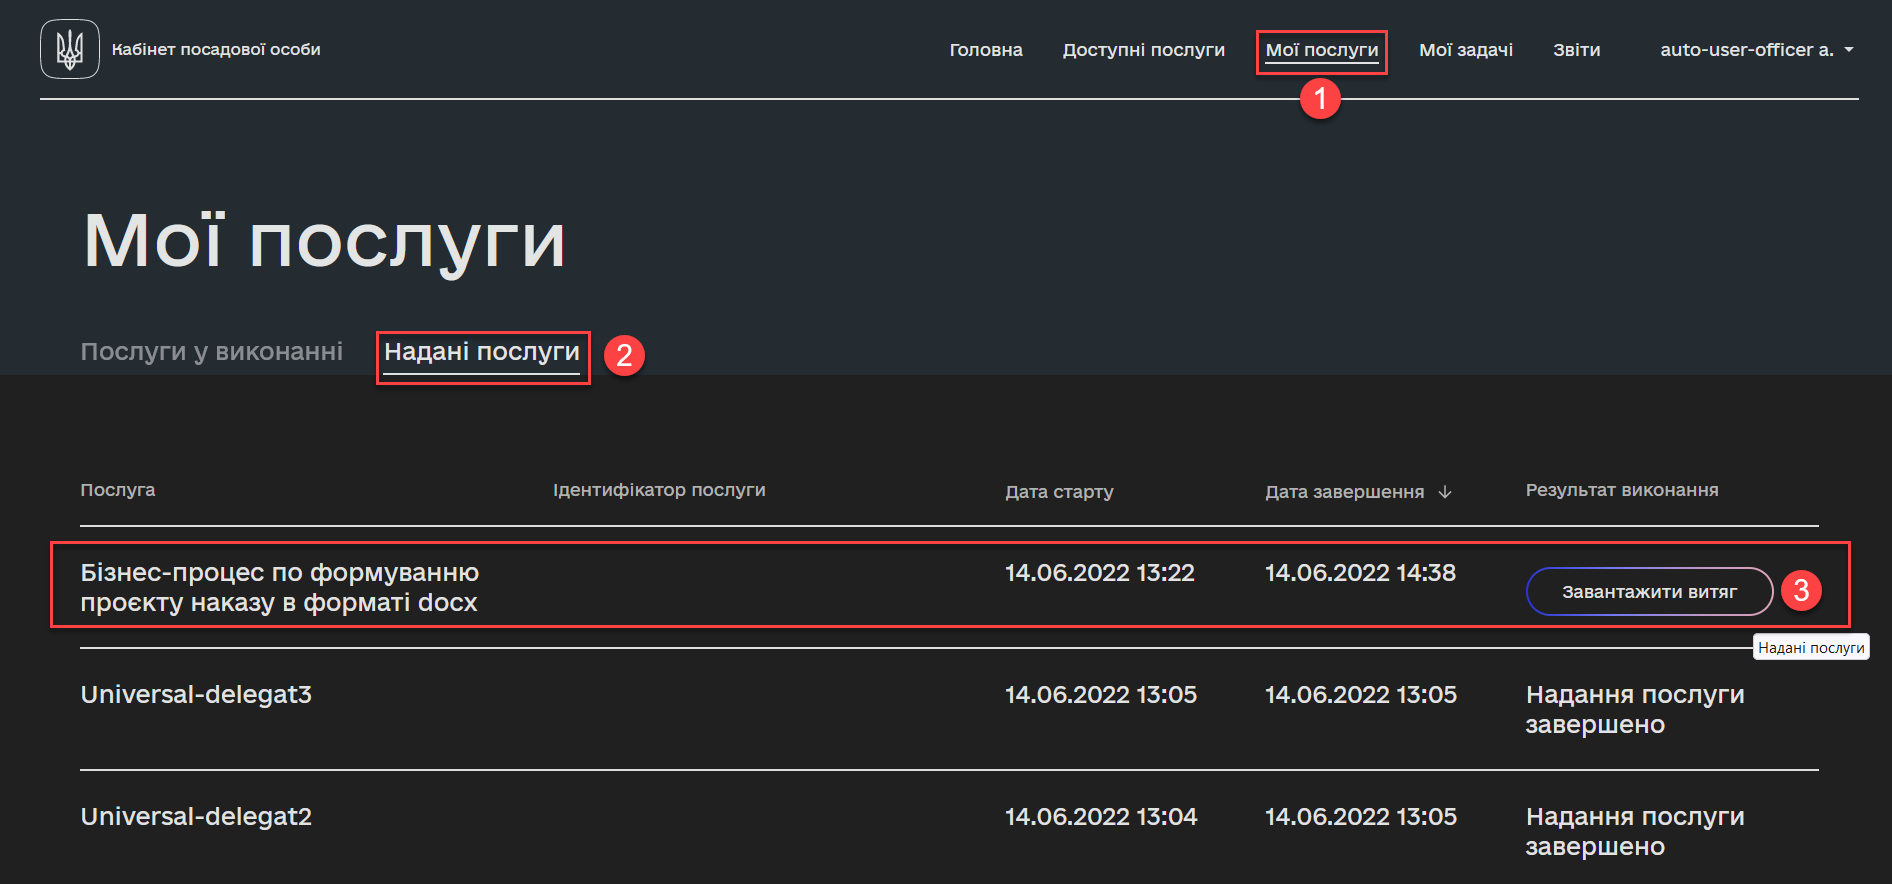 Кабінет посадової особи
Головна
Доступні послуги
Мої послуги
Мої задачі
Звіти
auto-user-officer a.
1
Мої послуги
Послуги у виконанні
Надані послуги
2
Послуга
Ідентифікатор послуги
Дата старту
Дата завершення
Результат виконання
Бізнес-процес по формуванню
проєкту наказу в форматі docx
14.06.2022 13:22
14.06.2022 14:38
Завантажити витяг
3
Надані послуги
Universal-delegat3
14.06.2022 13:05
14.06.2022 13:05
Надання послуги
завершено
Universal-delegat2
14.06.2022 13:04
14.06.2022 13:05
Надання послуги
завершено